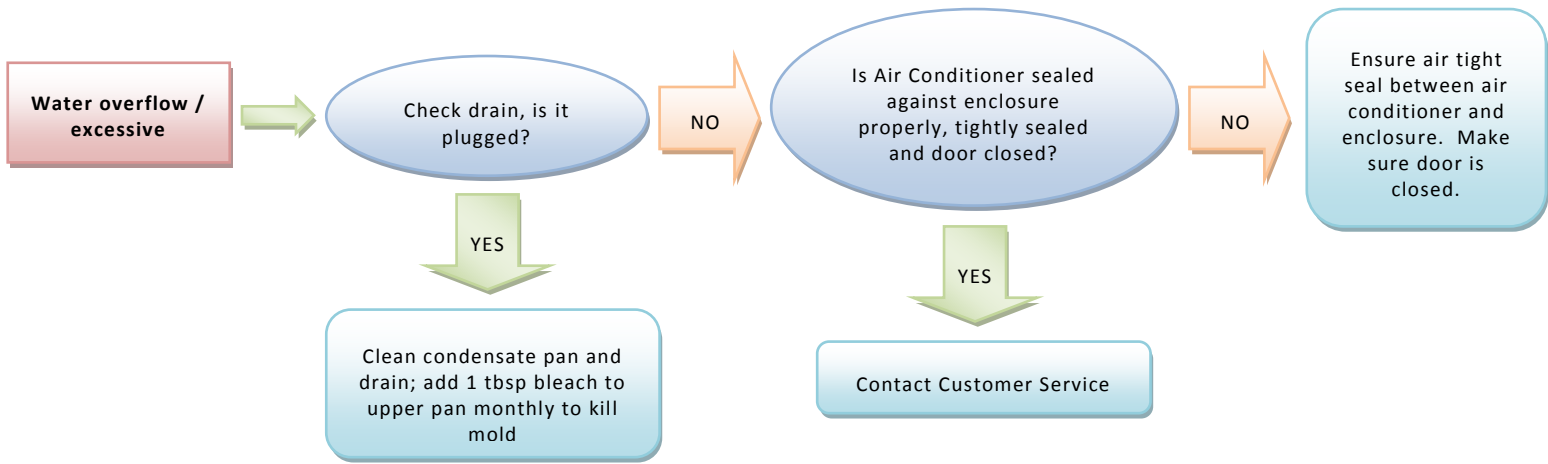 Water overflow /
excessive
Check drain, is it
plugged?
NO
Is Air Conditioner sealed
against enclosure
properly, tightly sealed
and door closed?
NO
Ensure air tight
seal between air
conditioner and
enclosure. Make
sure door is
closed.
YES
YES
Clean condensate pan and
drain; add 1 tbsp bleach to
upper pan monthly to kill
mold
Contact Customer Service